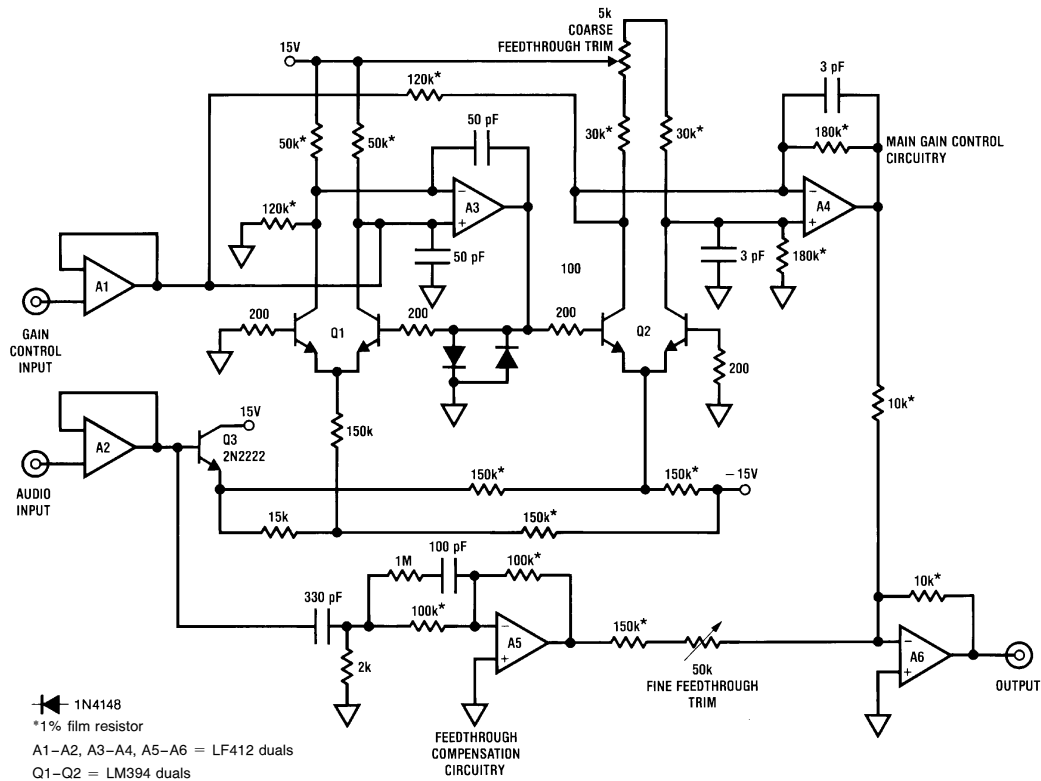 5k
COARSE
FEEDTHROUGH TRIM
15V
120k*
3 pF
50k*
50k*
50 pF
30k*
30k*
180k*
MAIN GAIN CONTROL
CIRCUITRY
A3
−
+
A4
−
+
120k*
50 pF
100
3 pF
180k*
A1
GAIN
CONTROL
INPUT
200
Q1
200
200
Q2
200
10k*
A2
AUDIO
INPUT
15V
Q3
2N2222
150k
150k*
150k*
−15V
15k
150k*
1M
100 pF
100k*
330 pF
100k*
10k*
2k
A5
−
+
150k*
50k
FINE FEEDTHROUGH
TRIM
A6
−
+
OUTPUT
FEEDTHROUGH
COMPENSATION
CIRCUITRY
1N4148
*1% film resistor
A1–A2, A3–A4, A5–A6 = LF412 duals
Q1–Q2 = LM394 duals